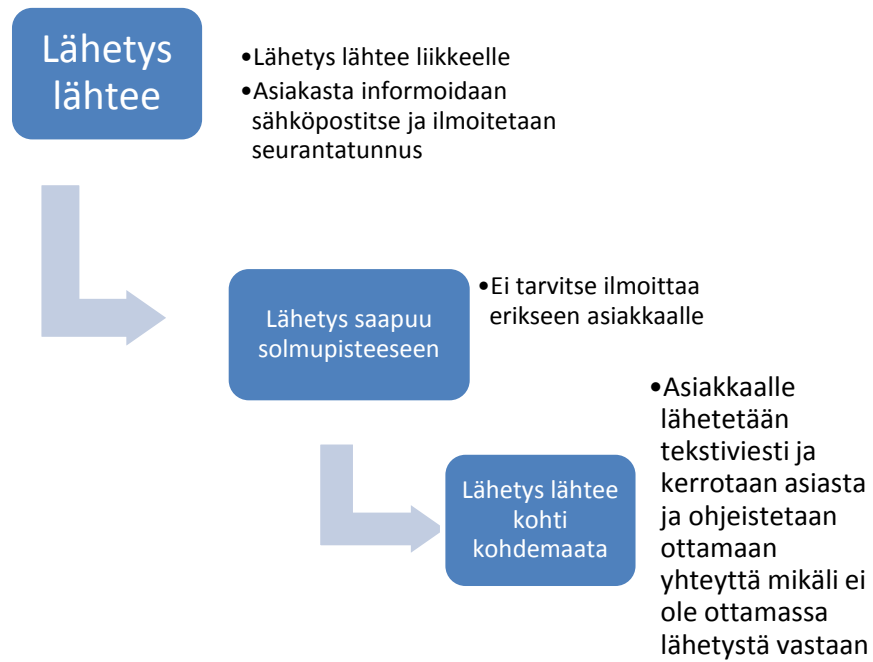 Lähetys
lähtee
•Lähetys lähtee liikkeelle
•Asiakasta informoidaan
sähköpostitse ja ilmoitetaan
seurantatunnus
Lähetys saapuu
solmupisteeseen
•Ei tarvitse ilmoittaa
erikseen asiakkaalle
Lähetys lähtee
kohti
kohdemaata
•Asiakkaalle
lähetetään
tekstiviesti ja
kerrotaan asiasta
ja ohjeistetaan
ottamaan
yhteyttä mikäli ei
ole ottamassa
lähetystä vastaan